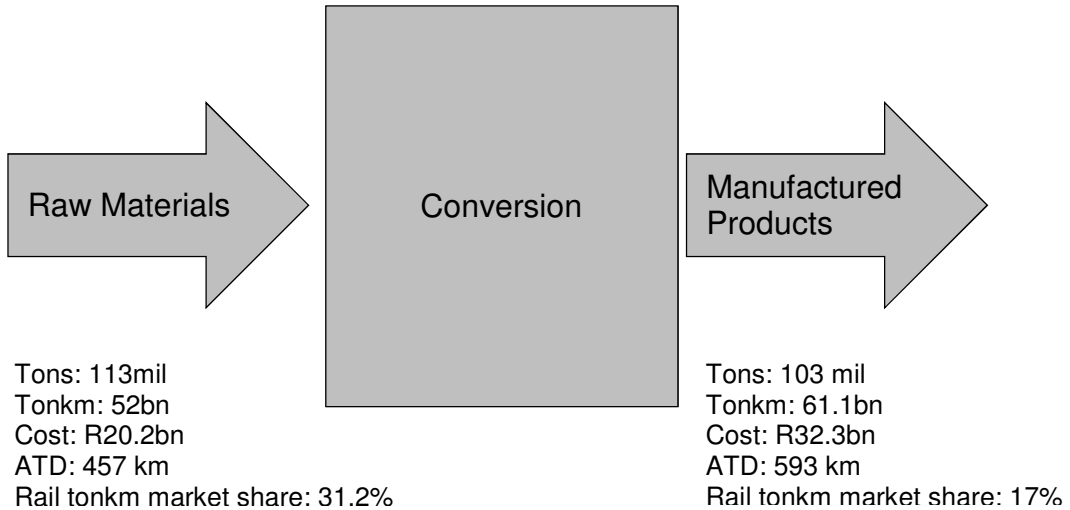 Raw Materials
Conversion
Manufactured
Products
Tons: 113mil
Tonkm: 52bn
Cost: R20.2bn
ATD: 457 km
Rail tonkm market share: 31.2%
Tons: 103 mil
Tonkm: 61.1bn
Cost: R32.3bn
ATD: 593 km
Rail tonkm market share: 17%